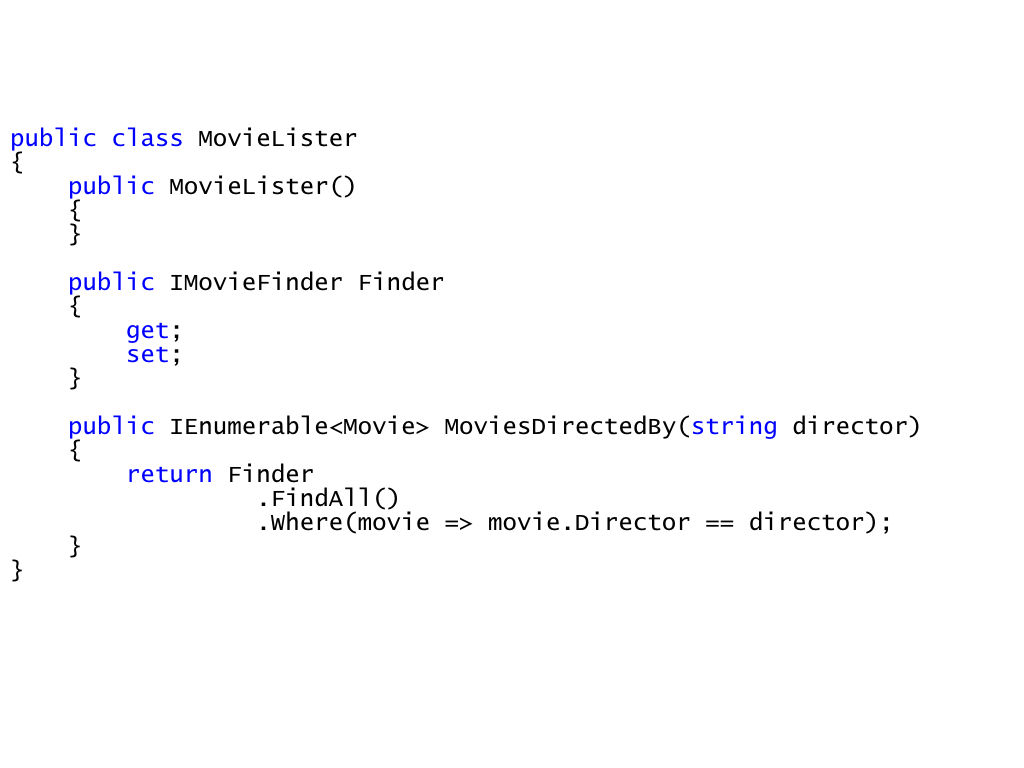 public class MovieLister
{
    public MovieLister()
    {
    }

    public IMovieFinder Finder
    {
        get;
        set;
    }

    public IEnumerable<Movie> MoviesDirectedBy(string director)
    {
        return Finder
                 .FindAll()
                 .Where(movie => movie.Director == director);
    }
}